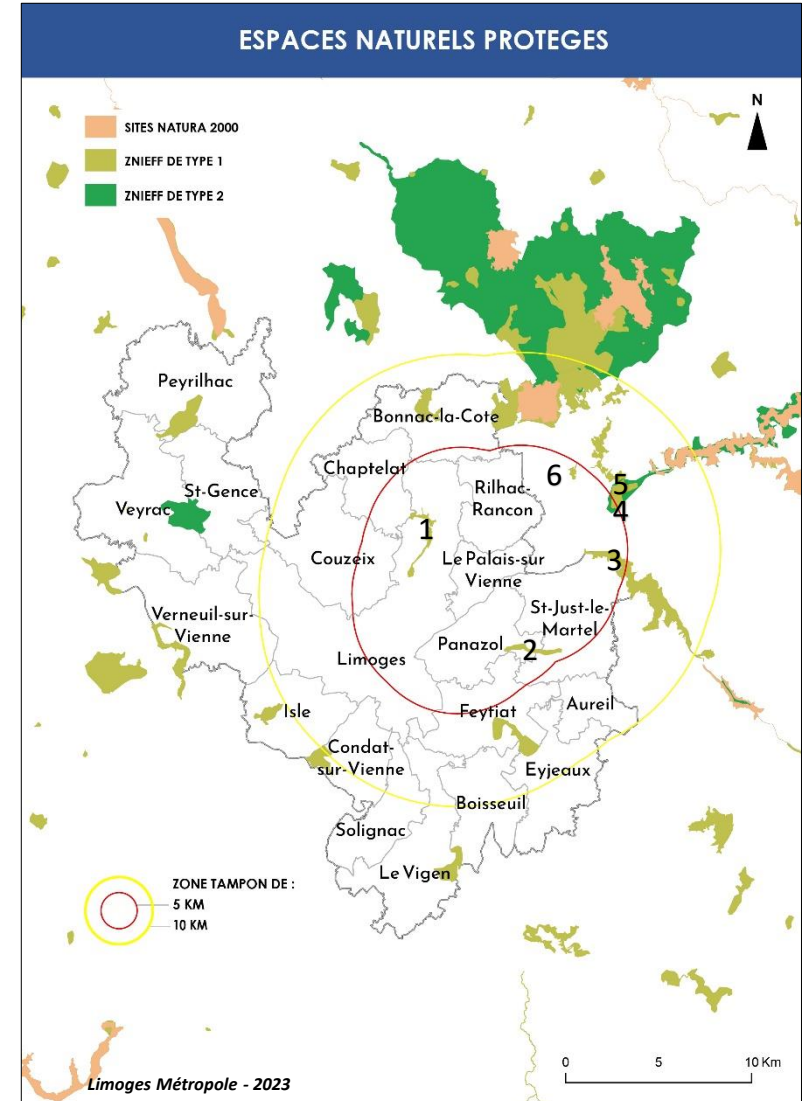 ESPACES NATURELS PROTEGES
N
SITES NATURA 2000
ZNIEFF DE TYPE 1
ZNIEFF DE TYPE 2
Peyrilhac
Bonnac-la-Cote
Chaptelat
6
5
St-Gence
Rilhac-
Rancon
Veyrac
4
1
Couzeix
Le Palais-sur
Vienne
3
Verneuil-sur-
Vienne
St-Just-le-
Martel
Panazol
2
Limoges
Isle
Feytiat
Aureil
Condat-
sur-Vienne
Eyjeaux
Boisseuil
Solignac
Le Vigen
ZONE TAMPON DE :
5 KM
10 KM
0 5 10 Km
Limoges Métropole - 2023